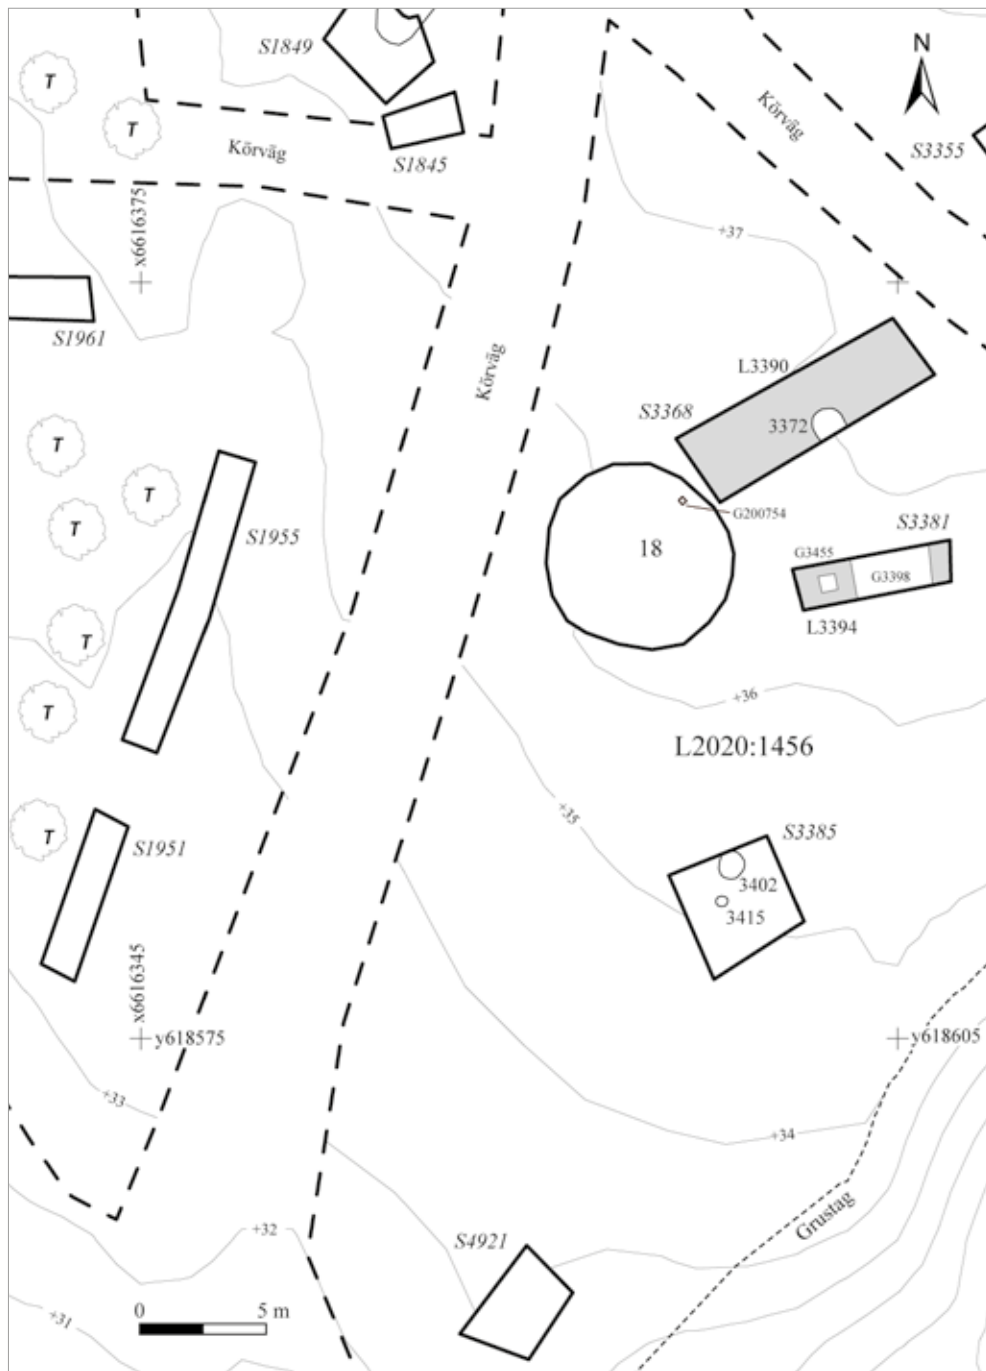 S1849
N
T
Körväg
T
S3355
Körväg
S1845
x6616375
+37
S1961
Körväg
L3390
S3368
3372
T
T
G200754
S3381
T
S1955
18
G3455
G3398
L3394
T
+36
T
L2020:1456
+35
S3385
T
S1951
3402
3415
x6616345
y618575
y618605
+33
+34
Grustag
+32
S4921
0 5 m
+31